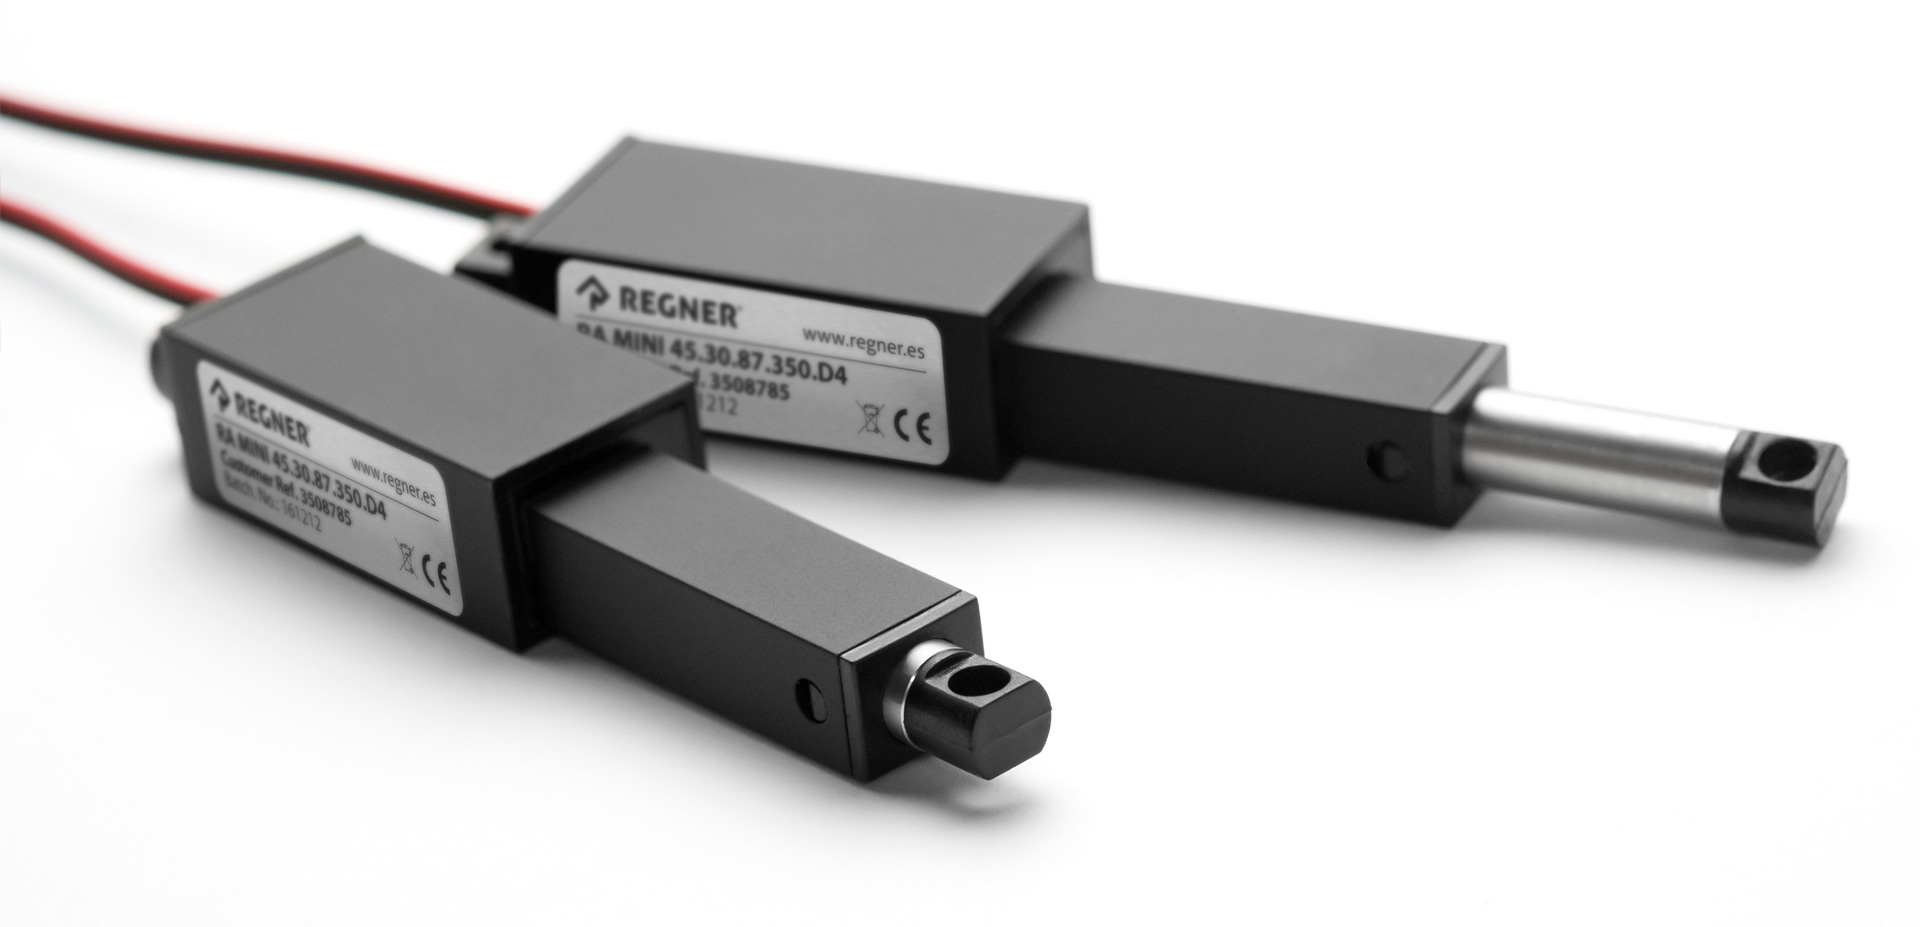 REGNER
www.regner.es
RA MINI 45.30.87.350.D4
Customer Ref. 3508785
Batch. No.: 161212
CE
REGNER
www.regner.es
RA MINI 45.30.87.350.D4
Ref. 3508785
161212
CE